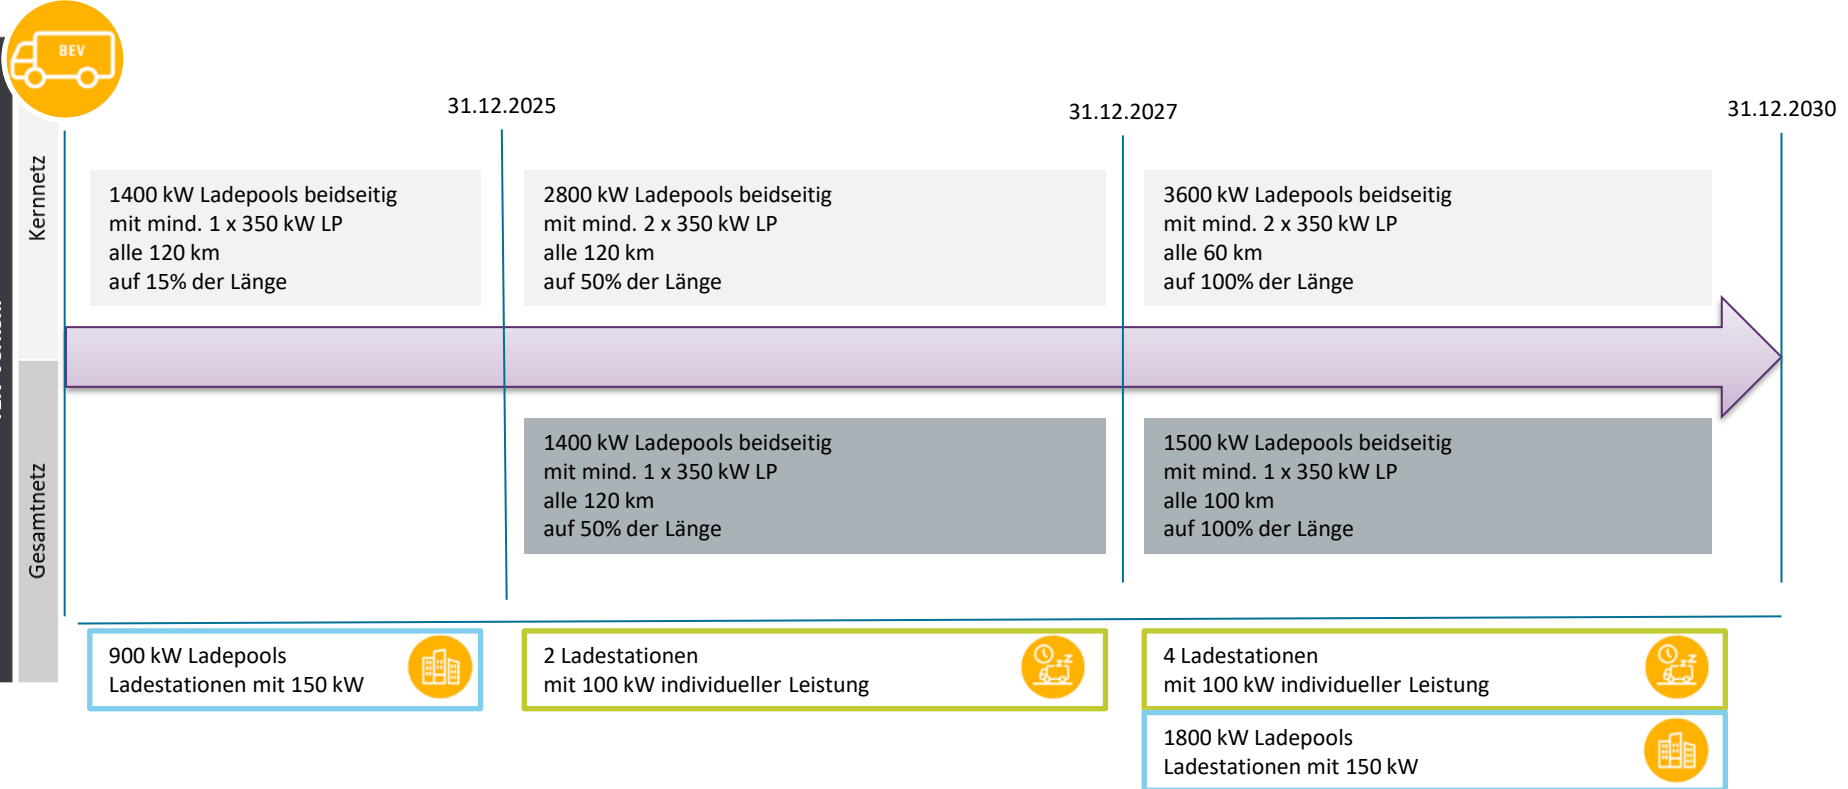 BEV
31.12.2025
31.12.2027
31.12.2030
Kernnetz
1400 kW Ladepools beidseitig
mit mind. 1 x 350 kW LP
alle 120 km
auf 15% der Länge
2800 kW Ladepools beidseitig
mit mind. 2 x 350 kW LP
alle 120 km
auf 50% der Länge
3600 kW Ladepools beidseitig
mit mind. 2 x 350 kW LP
alle 60 km
auf 100% der Länge
Gesamtnetz
1400 kW Ladepools beidseitig
mit mind. 1 x 350 kW LP
alle 120 km
auf 50% der Länge
1500 kW Ladepools beidseitig
mit mind. 1 x 350 kW LP
alle 100 km
auf 100% der Länge
900 kW Ladepools
Ladestationen mit 150 kW
2 Ladestationen
mit 100 kW individueller Leistung
zZ
4 Ladestationen
mit 100 kW individueller Leistung
zZ
1800 kW Ladepools
Ladestationen mit 150 kW